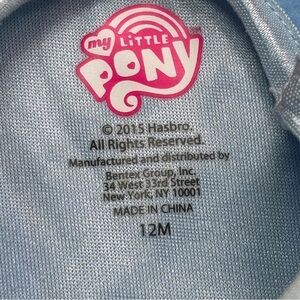 my LiTTLE
PONY
© 2015 Hasbro.
All Rights Reserved.
Manufactured and distributed by
Bentex Group, Inc.
34 West 33rd Street
New York, NY 10001
MADE IN CHINA
12M